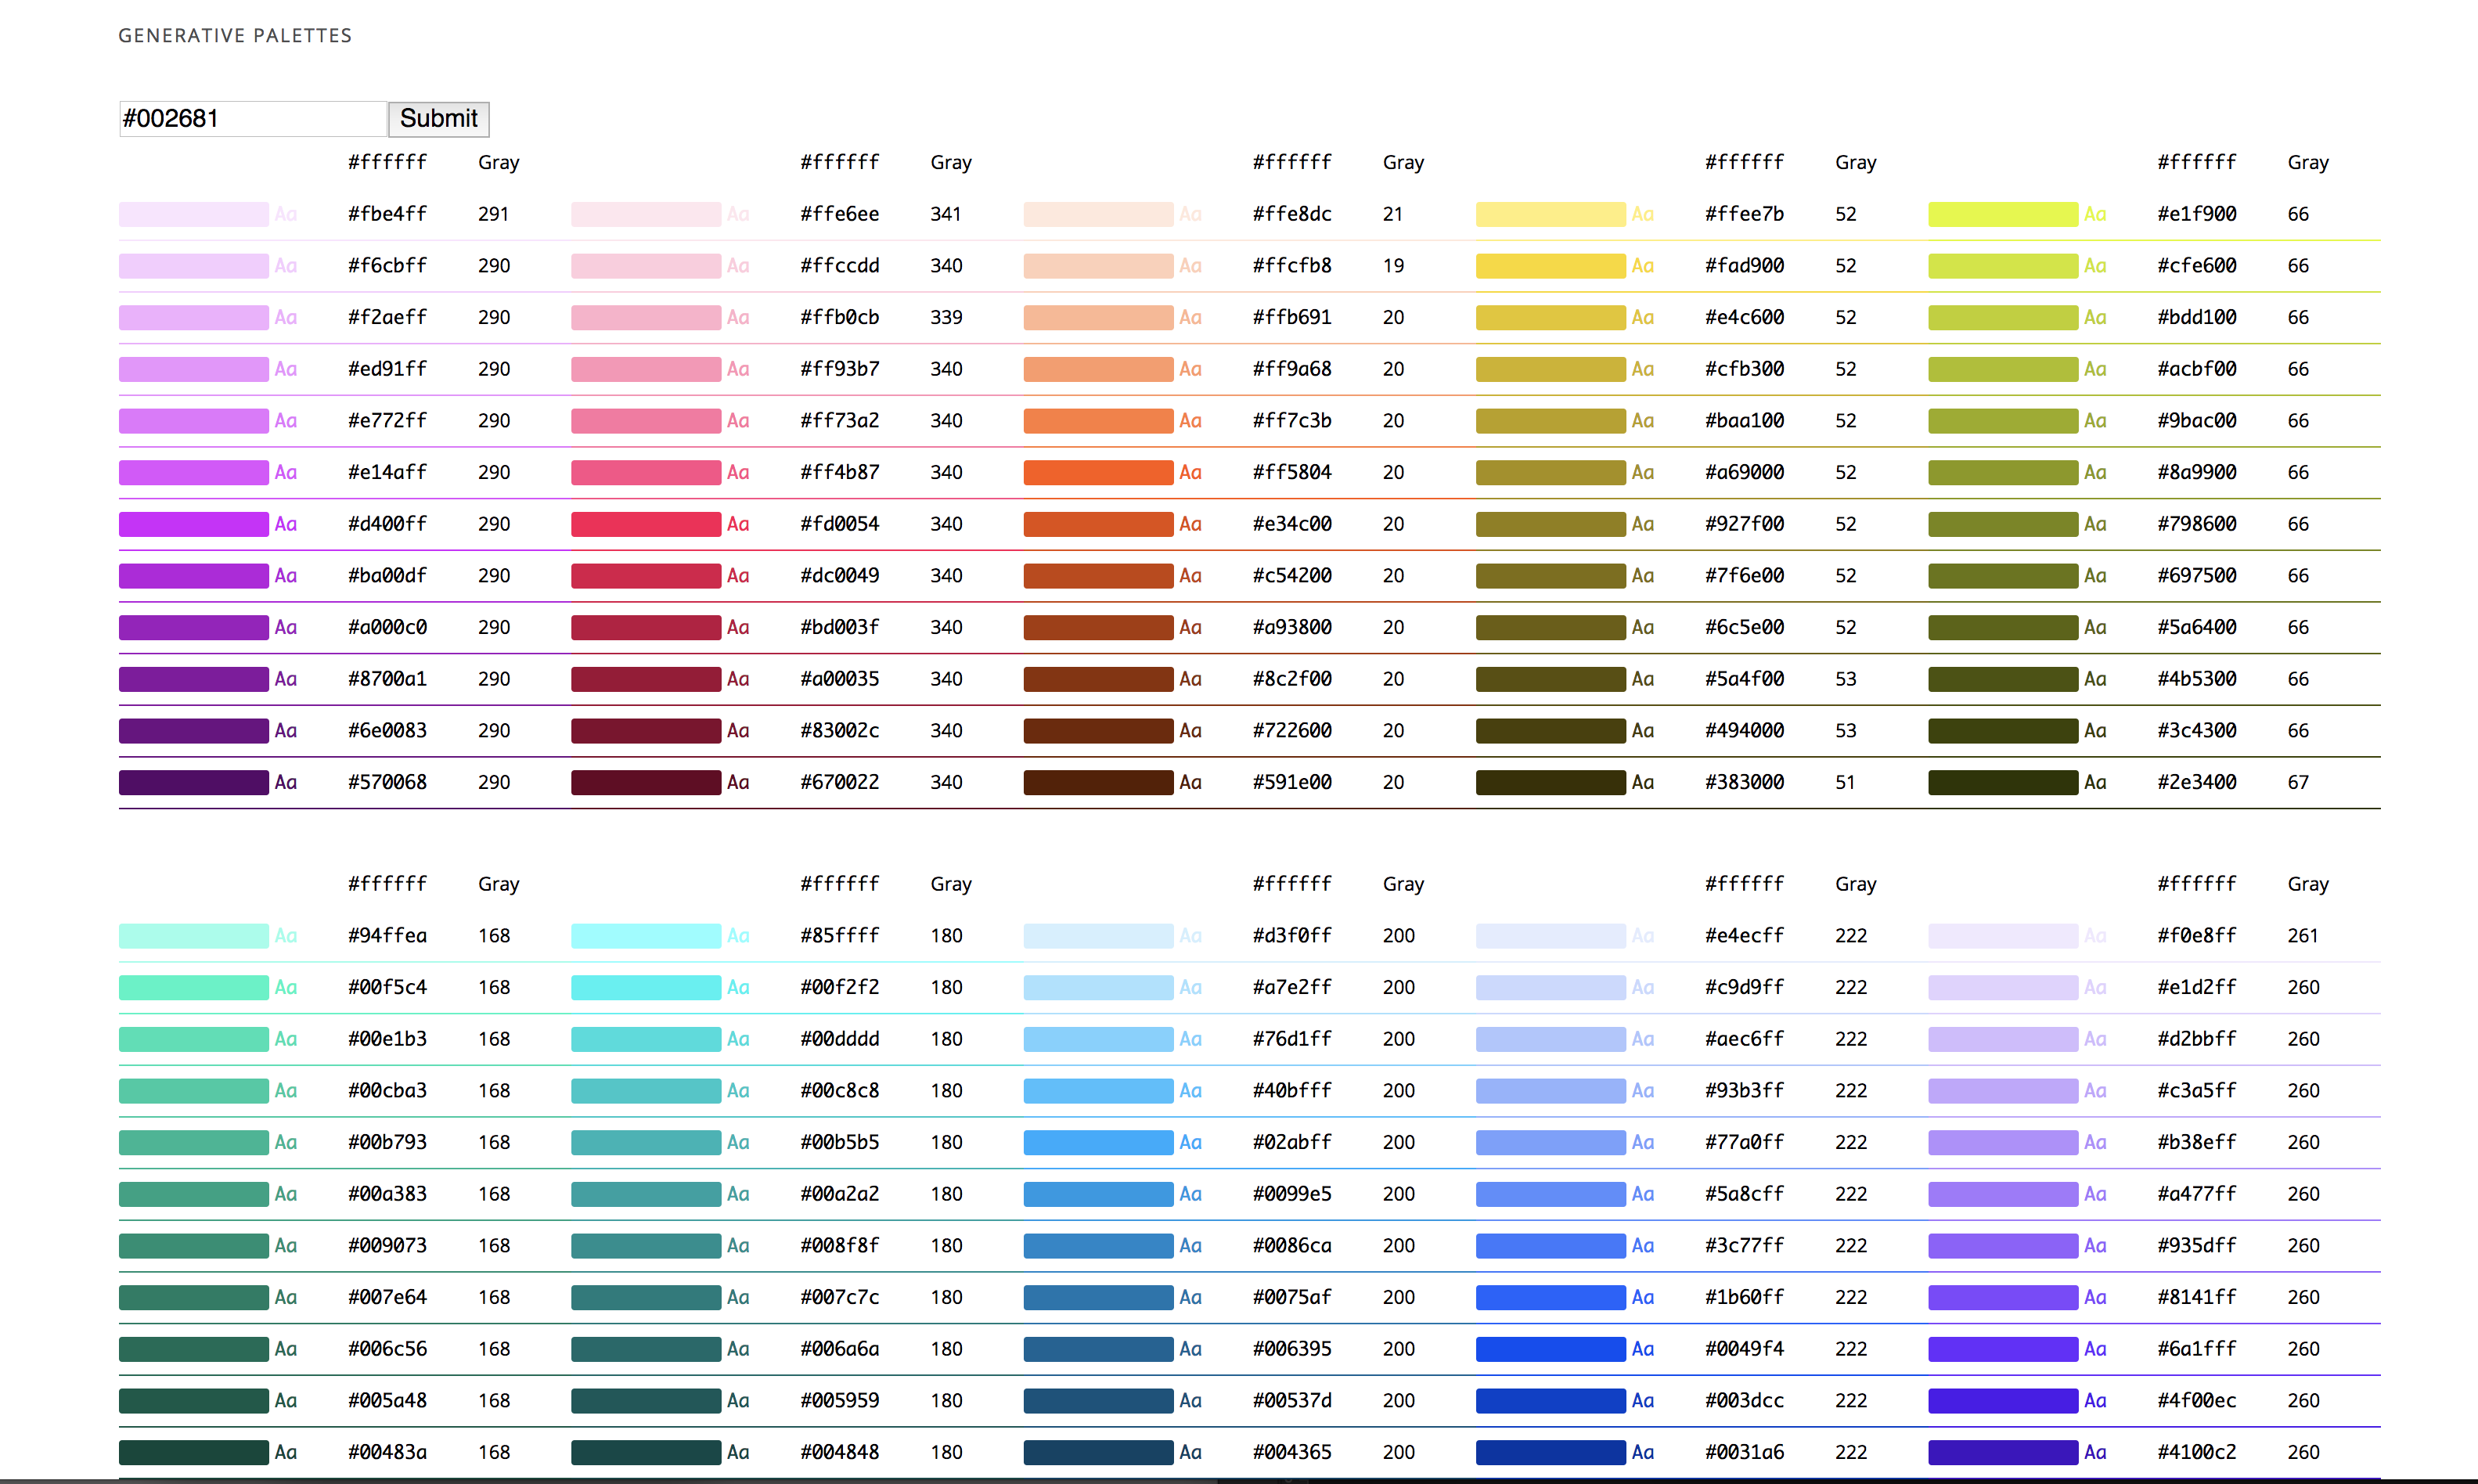 GENERATIVE PALETTES
#002681 Submit
#ffffff Gray #ffffff Gray #ffffff Gray #ffffff Gray #ffffff Gray
Aa #fbe4ff 291 Aa #ffe6ee 341 Aa #ffe8dc 21 Aa #ffee7b 52 Aa #e1f900 66
Aa #f6cbff 290 Aa #ffccdd 340 Aa #ffcfb8 19 Aa #fad900 52 Aa #cfe600 66
Aa #f2aeff 290 Aa #ffb0cb 339 Aa #ffb691 20 Aa #e4c600 52 Aa #bdd100 66
Aa #ed91ff 290 Aa #ff93b7 340 Aa #ff9a68 20 Aa #cfb300 52 Aa #acbf00 66
Aa #e772ff 290 Aa #ff73a2 340 Aa #ff7c3b 20 Aa #baa100 52 Aa #9bac00 66
Aa #e14aff 290 Aa #ff4b87 340 Aa #ff5804 20 Aa #a69000 52 Aa #8a9900 66
Aa #d400ff 290 Aa #fd0054 340 Aa #e34c00 20 Aa #927f00 52 Aa #798600 66
Aa #ba00df 290 Aa #dc0049 340 Aa #c54200 20 Aa #7f6e00 52 Aa #697500 66
Aa #a000c0 290 Aa #bd003f 340 Aa #a93800 20 Aa #6c5e00 52 Aa #5a6400 66
Aa #8700a1 290 Aa #a00035 340 Aa #8c2f00 20 Aa #5a4f00 53 Aa #4b5300 66
Aa #6e0083 290 Aa #83002c 340 Aa #722600 20 Aa #494000 53 Aa #3c4300 66
Aa #570068 290 Aa #670022 340 Aa #591e00 20 Aa #383000 51 Aa #2e3400 67
#ffffff Gray #ffffff Gray #ffffff Gray #ffffff Gray #ffffff Gray
Aa #94ffea 168 Aa #85ffff 180 Aa #d3f0ff 200 Aa #e4ecff 222 Aa #f0e8ff 261
Aa #00f5c4 168 Aa #00f2f2 180 Aa #a7e2ff 200 Aa #c9d9ff 222 Aa #e1d2ff 260
Aa #00e1b3 168 Aa #00dddd 180 Aa #76d1ff 200 Aa #aec6ff 222 Aa #d2bbff 260
Aa #00cba3 168 Aa #00c8c8 180 Aa #40bfff 200 Aa #93b3ff 222 Aa #c3a5ff 260
Aa #00b793 168 Aa #00b5b5 180 Aa #02abff 200 Aa #77a0ff 222 Aa #b38eff 260
Aa #00a383 168 Aa #00a2a2 180 Aa #0099e5 200 Aa #5a8cff 222 Aa #a477ff 260
Aa #009073 168 Aa #008f8f 180 Aa #0086ca 200 Aa #3c77ff 222 Aa #935dff 260
Aa #007e64 168 Aa #007c7c 180 Aa #0075af 200 Aa #1b60ff 222 Aa #8141ff 260
Aa #006c56 168 Aa #006a6a 180 Aa #006395 200 Aa #0049f4 222 Aa #6a1fff 260
Aa #005a48 168 Aa #005959 180 Aa #00537d 200 Aa #003dcc 222 Aa #4f00ec 260
Aa #00483a 168 Aa #004848 180 Aa #004365 200 Aa #0031a6 222 Aa #4100c2 260